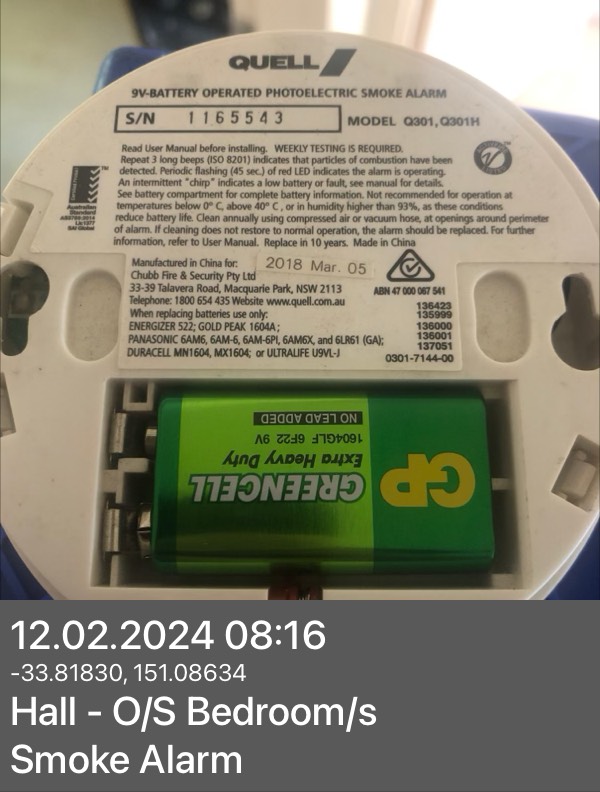 QUELL
9V-BATTERY OPERATED PHOTOELECTRIC SMOKE ALARM
S/N 1165543 MODEL Q301, Q301H
Read User Manual before installing. WEEKLY TESTING IS REQUIRED.
Repeat 3 long beeps (ISO 8201) indicates that particles of combustion have been
detected. Periodic flashing (45 sec.) of red LED indicates the alarm is operating.
An intermittent "chirp" indicates a low battery or fault, see manual for details.
See battery compartment for complete battery information. Not recommended for operation at
temperatures below 0° C, above 40° C, or in humidity higher than 93%, as these conditions
reduce battery life. Clean annually using compressed air or vacuum hose, at openings around perimeter
of alarm. If cleaning does not restore to normal operation, the alarm should be replaced. For further
information, refer to User Manual. Replace in 10 years. Made in China
Australian
Standard
AS3786:2014
SAI Global
Manufactured in China for: 2018 Mar. 05
Chubb Fire & Security Pty Ltd
33-39 Talavera Road, Macquarie Park, NSW 2113
Telephone: 1800 654 435 Website www.quell.com.au
When replacing batteries use only:
ENERGIZER 522; GOLD PEAK 1604A;
PANASONIC 6AM6, 6AM-6, 6AM-6PI, 6AM6X, and 6LR61 (GA);
DURACELL MN1604, MX1604; or ULTRALIFE U9VL-J
ABN 47 000 067 541
136423
135999
136000
136001
137051
0301-7144-00
GP
GREENCELL
Extra Heavy Duty
1604GLF 6F22 9V
NO LEAD ADDED
12.02.2024 08:16
-33.81830, 151.08634
Hall - O/S Bedroom/s
Smoke Alarm